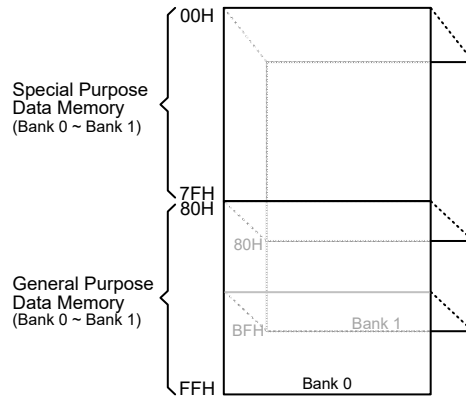 00H
Special Purpose
Data Memory
(Bank 0 ~ Bank 1)
7FH
80H
80H
General Purpose
Data Memory
(Bank 0 ~ Bank 1)
BFH
Bank 1
FFH
Bank 0